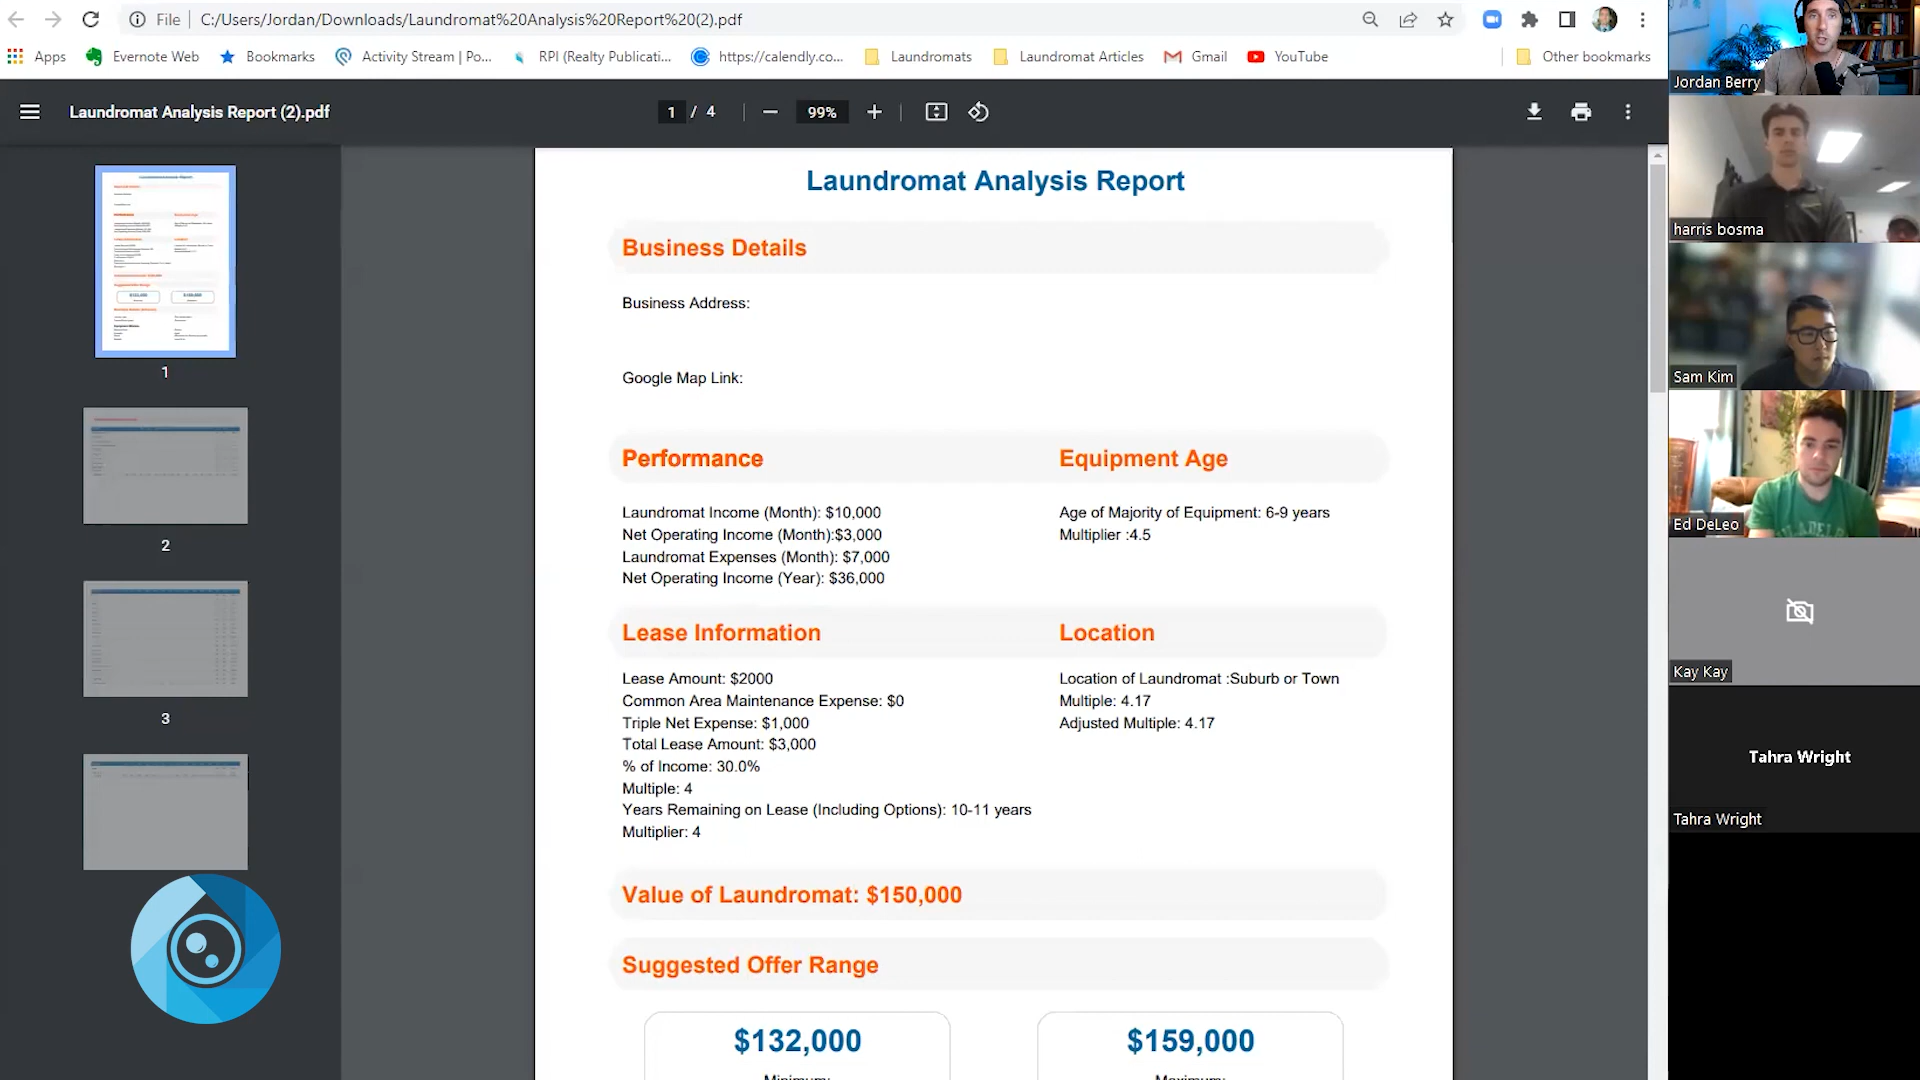 File
C:/Users/Jordan/Downloads/Laundromat%20Analysis%20Report%20(2).pdf
Apps
Evernote Web
Bookmarks
Activity Stream | Po...
RPI (Realty Publicati...
https://calendly.co...
Laundromats
Laundromat Articles
Gmail
YouTube
Other bookmarks
Laundromat Analysis Report (2).pdf
1 / 4
99%
1
2
3
Laundromat Analysis Report
Business Details
Business Address:
Google Map Link:
Performance
Laundromat Income (Month): $10,000
Net Operating Income (Month):$3,000
Laundromat Expenses (Month): $7,000
Net Operating Income (Year): $36,000
Equipment Age
Age of Majority of Equipment: 6-9 years
Multiplier :4.5
Lease Information
Lease Amount: $2000
Common Area Maintenance Expense: $0
Triple Net Expense: $1,000
Total Lease Amount: $3,000
% of Income: 30.0%
Multiple: 4
Years Remaining on Lease (Including Options): 10-11 years
Multiplier: 4
Location
Location of Laundromat :Suburb or Town
Multiple: 4.17
Adjusted Multiple: 4.17
Value of Laundromat: $150,000
Suggested Offer Range
$132,000
$159,000
Jordan Berry
harris bosma
Sam Kim
Ed DeLeo
Kay Kay
Tahra Wright
Tahra Wright